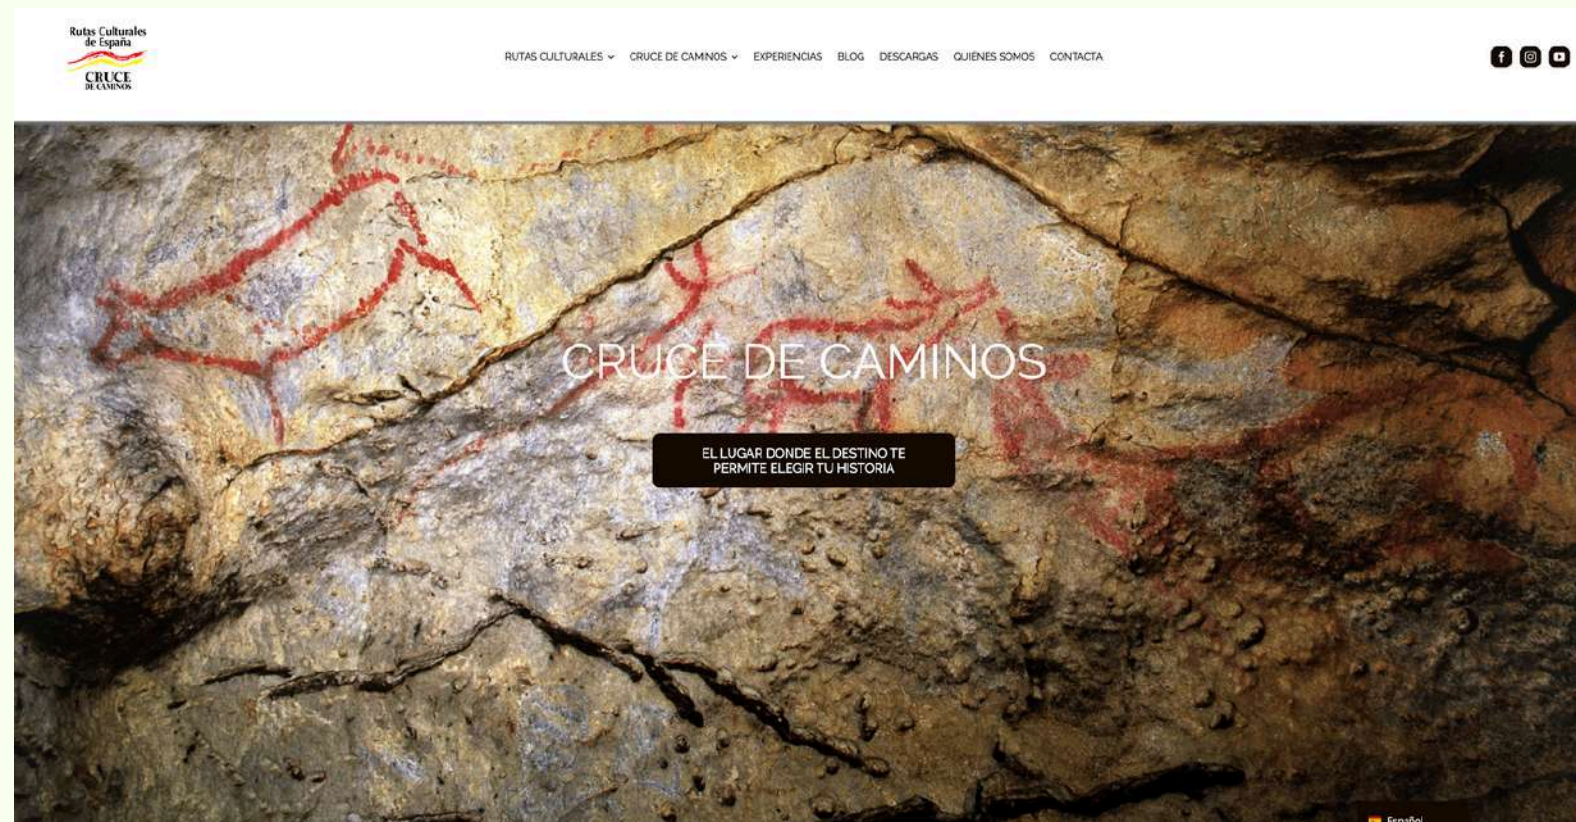 Rutas Culturales
de España
CRUCE
DE CAMINOS
RUTAS CULTURALES
CRUCE DE CAMINOS
EXPERIENCIAS
BLOG
DESCARGAS
QUIENES SOMOS
CONTACTA
CRUCE DE CAMINOS
EL LUGAR DONDE EL DESTINO TE
PERMITE ELEGIR TU HISTORIA
Español